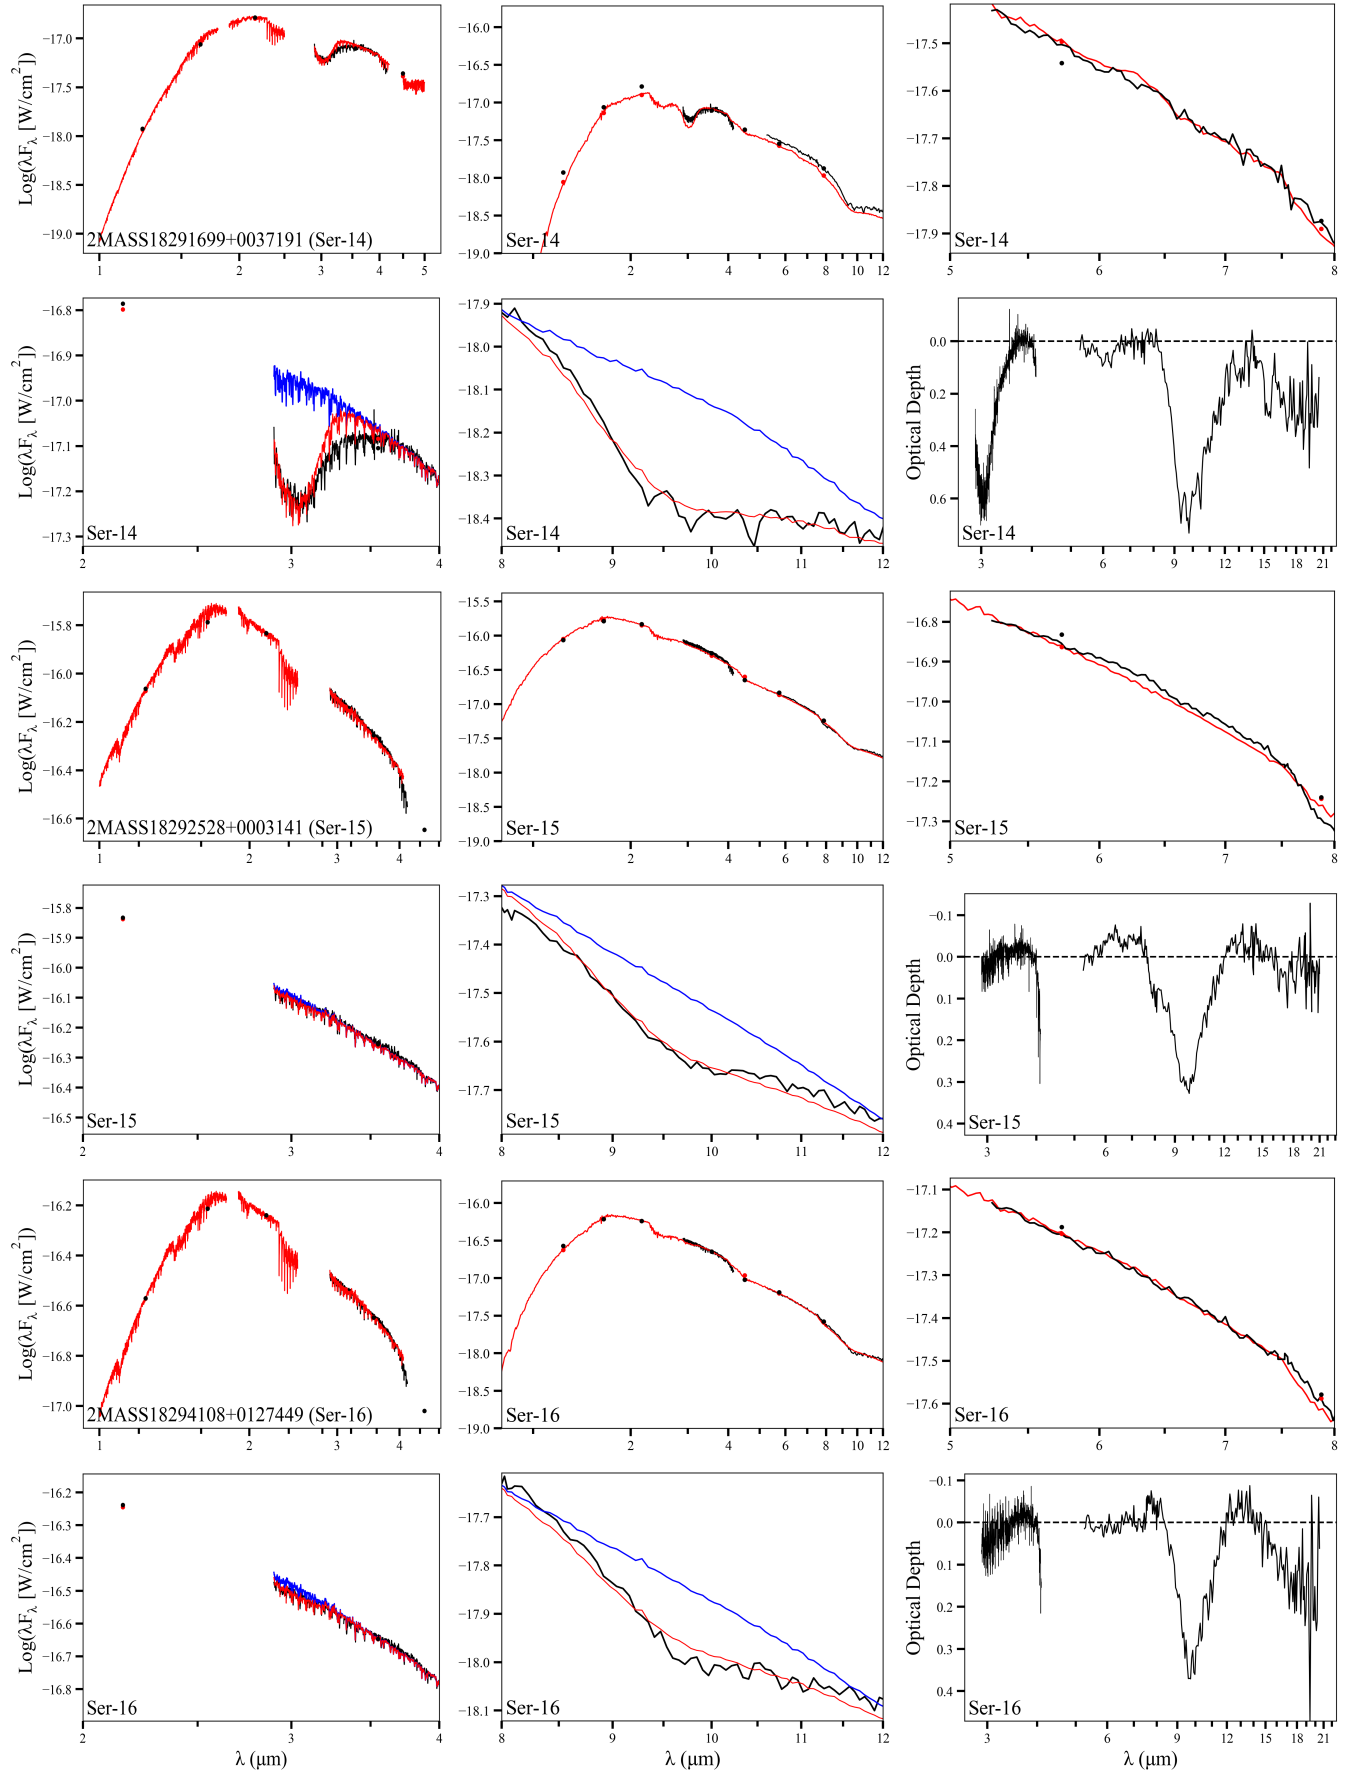 Log(λFλ [W/cm²])
−17.0
−17.5
−18.0
−18.5
−19.0
2MASS18291699+0037191 (Ser-14)
1 2 3 4 5
−16.0
−16.5
−17.0
−17.5
−18.0
−18.5
−19.0
Ser-14
2 4 6 8 10 12
−17.5
−17.6
−17.7
−17.8
−17.9
Ser-14
5 6 7 8
Log(λFλ [W/cm²])
−16.8
−16.9
−17.0
−17.1
−17.2
−17.3
Ser-14
2 3 4
−17.9
−18.0
−18.1
−18.2
−18.3
−18.4
Ser-14
8 9 10 11 12
Optical Depth
0.0
0.2
0.4
0.6
Ser-14
3 6 9 12 15 18 21
Log(λFλ [W/cm²])
−15.8
−16.0
−16.2
−16.4
−16.6
2MASS18292528+0003141 (Ser-15)
1 2 3 4
−15.5
−16.0
−16.5
−17.0
−17.5
−18.0
−18.5
−19.0
Ser-15
2 4 6 8 10 12
−16.8
−16.9
−17.0
−17.1
−17.2
−17.3
Ser-15
5 6 7 8
Log(λFλ [W/cm²])
−15.8
−15.9
−16.0
−16.1
−16.2
−16.3
−16.4
−16.5
Ser-15
2 3 4
−17.3
−17.4
−17.5
−17.6
−17.7
Ser-15
8 9 10 11 12
Optical Depth
−0.1
0.0
0.1
0.2
0.3
0.4
Ser-15
3 6 9 12 15 18 21
Log(λFλ [W/cm²])
−16.2
−16.4
−16.6
−16.8
−17.0
2MASS18294108+0127449 (Ser-16)
1 2 3 4
−16.0
−16.5
−17.0
−17.5
−18.0
−18.5
−19.0
Ser-16
2 4 6 8 10 12
−17.1
−17.2
−17.3
−17.4
−17.5
−17.6
Ser-16
5 6 7 8
Log(λFλ [W/cm²])
−16.2
−16.3
−16.4
−16.5
−16.6
−16.7
−16.8
Ser-16
2 3 4
λ (μm)
−17.7
−17.8
−17.9
−18.0
−18.1
Ser-16
8 9 10 11 12
λ (μm)
Optical Depth
−0.1
0.0
0.1
0.2
0.3
0.4
Ser-16
3 6 9 12 15 18 21
λ (μm)